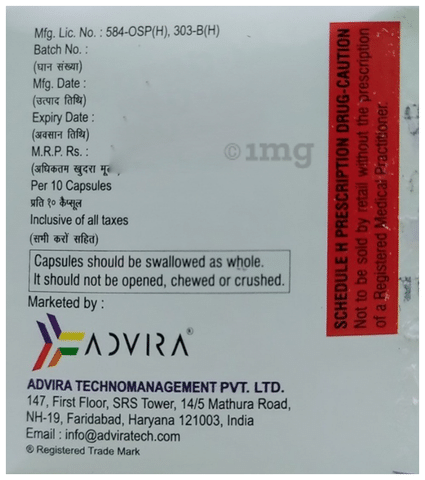 Mfg. Lic. No. : 584-OSP(H), 303-B(H)
Batch No. :
(घान संख्या)
Mfg. Date :
(उत्पाद तिथि)
Expiry Date :
(अवसान तिथि)
M.R.P. Rs. :
(अधिकतम खुदरा
Per 10 Capsules
प्रति १० कैप्सूल
Inclusive of all taxes
(सभी करों सहित)
Capsules should be swallowed as whole.
It should not be opened, chewed or crushed.
Marketed by :
ADVIRA®
ADVIRA TECHNOMANAGEMENT PVT. LTD.
147, First Floor, SRS Tower, 14/5 Mathura Road,
NH-19, Faridabad, Haryana 121003, India
Email : info@adviratech.com
® Registered Trade Mark
SCHEDULE H PRESCRIPTION DRUG-CAUTION
Not to be sold by retail without the prescription
of a Registered Medical Practitioner.
© 1mg